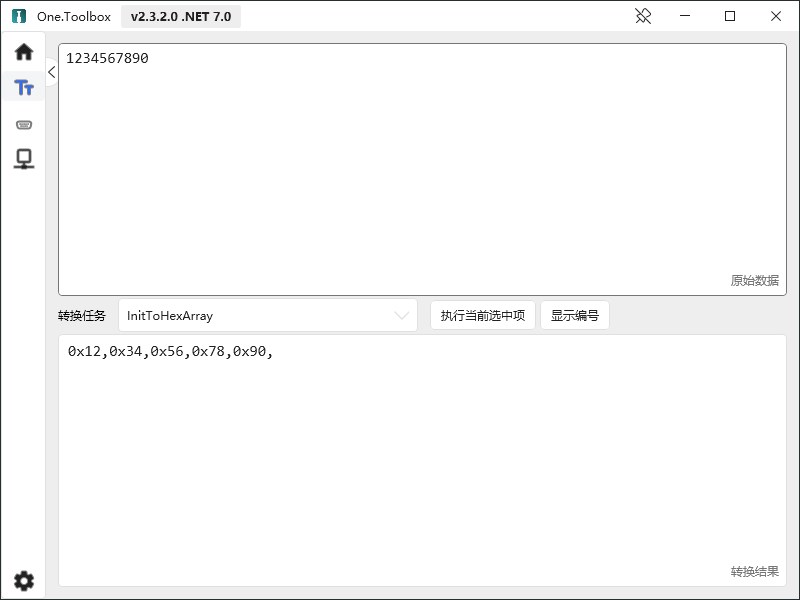 One.Toolbox v2.3.2.0 .NET 7.0
1234567890
原始数据
转换任务 InitToHexArray 执行当前选中项 显示编号
0x12,0x34,0x56,0x78,0x90,
转换结果